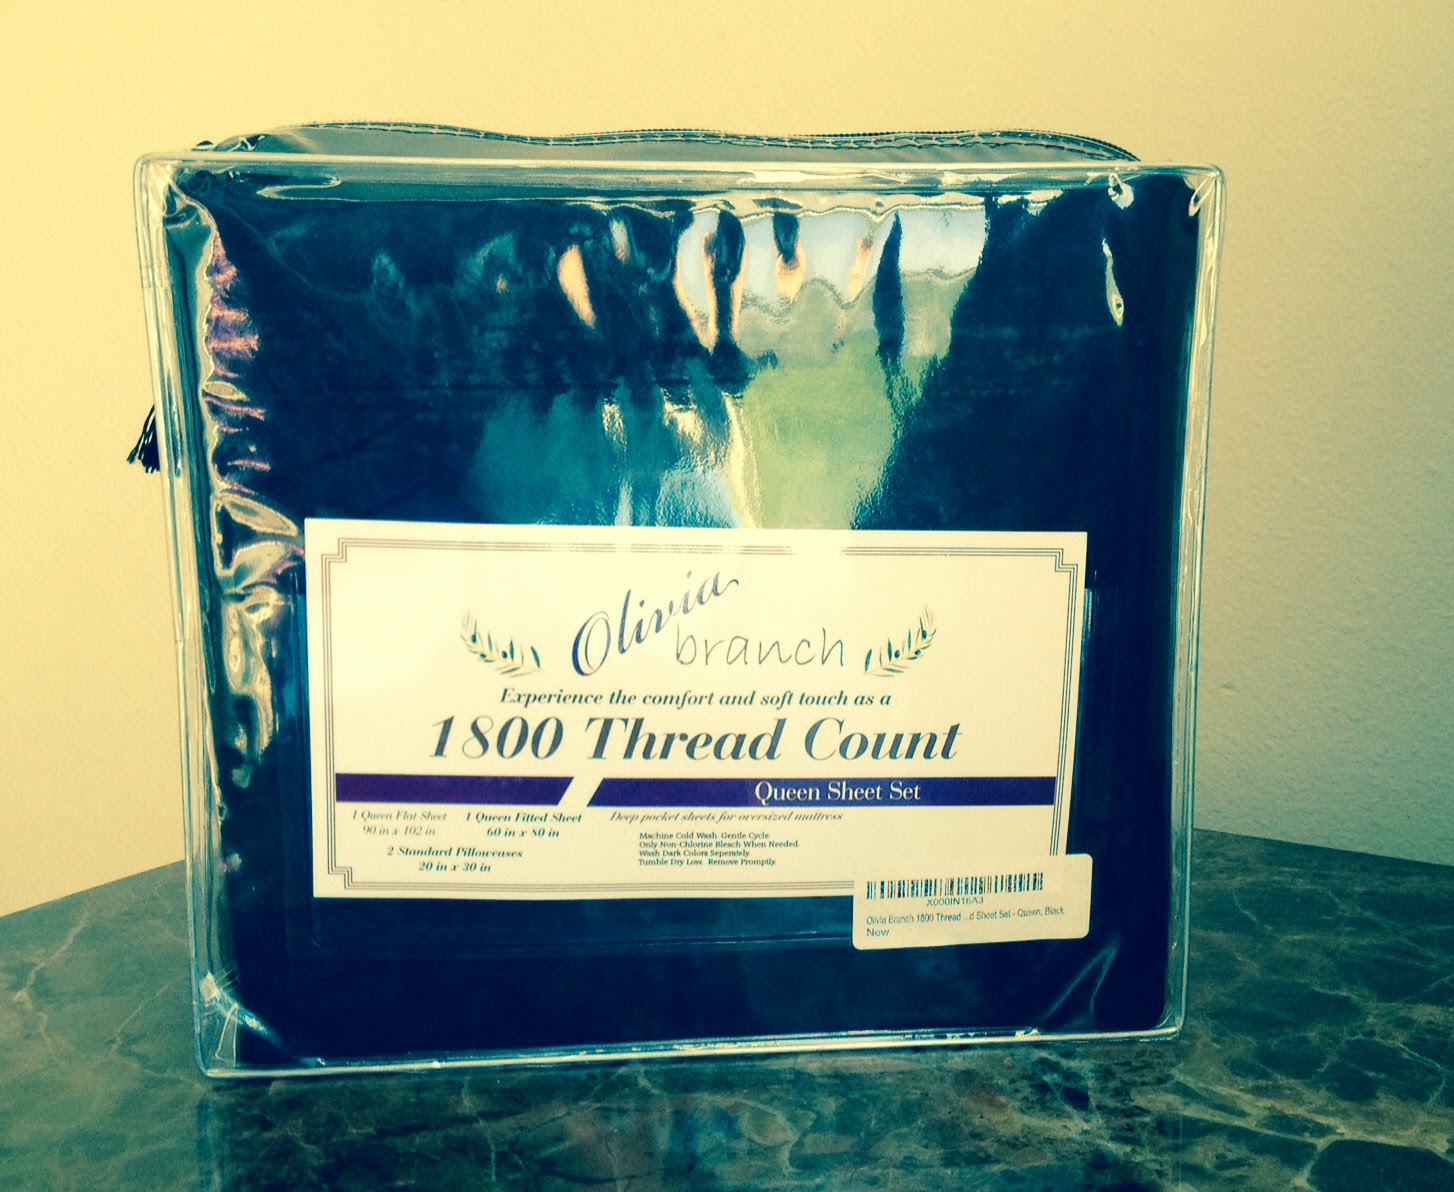 Olivia
branch
Experience the comfort and soft touch as a
1800 Thread Count
Queen Sheet Set
1 Queen Flat Sheet
90 in x 102 in
1 Queen Fitted Sheet
60 in x 80 in
2 Standard Pillowcases
20 in x 30 in
Deep pocket sheets for oversized mattress
Machine Cold Wash. Gentle Cycle.
Only Non-Chlorine Bleach When Needed.
Wash Dark Colors Seperately.
Tumble Dry Low. Remove Promptly.
X000IN16A3
Olivia Branch 1800 Thread ...d Sheet Set - Queen, Black
New